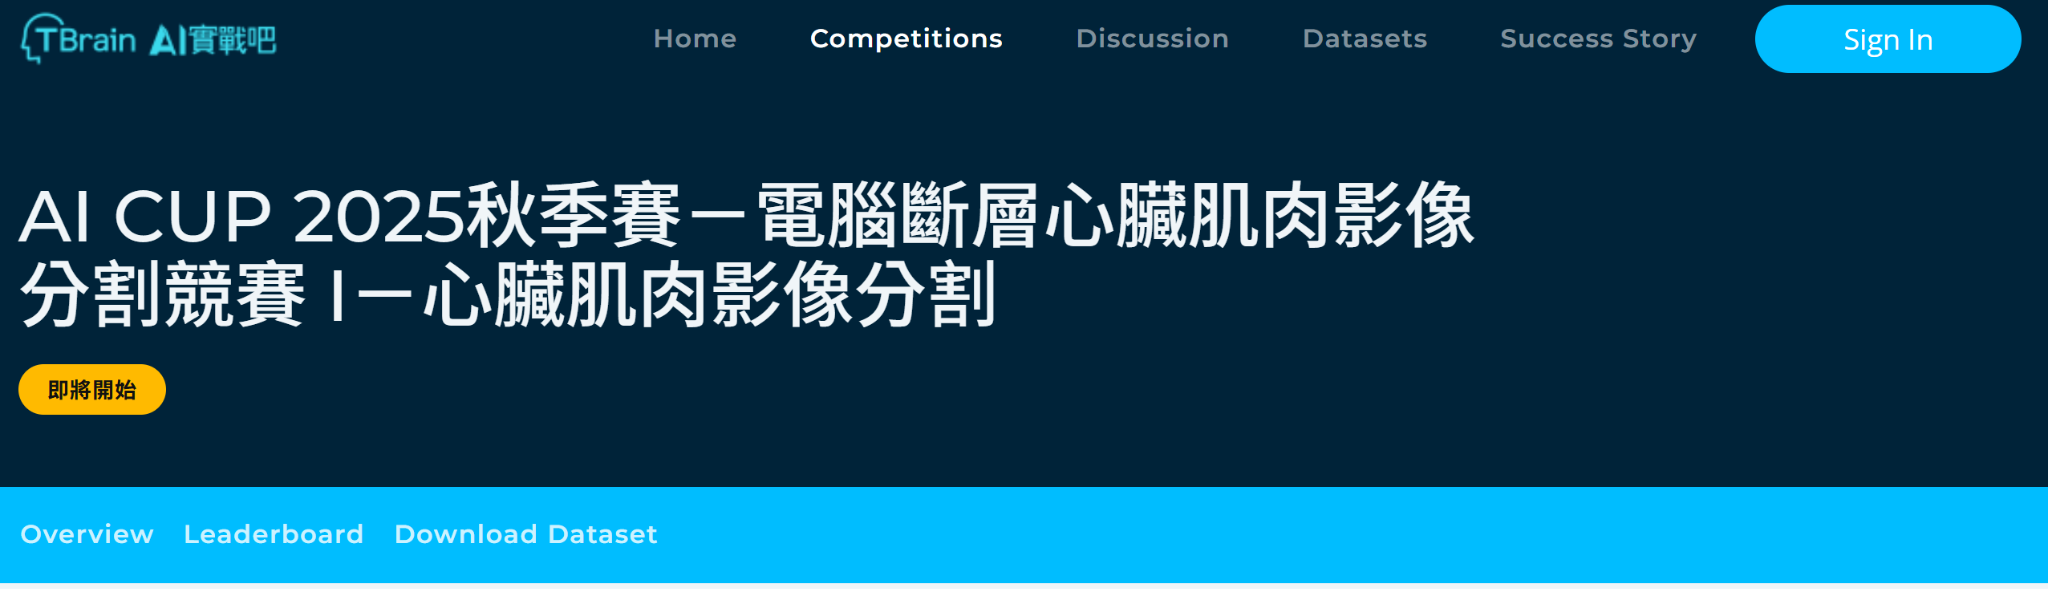 TBrain AI實戰吧
Home Competitions Discussion Datasets Success Story Sign In
AI CUP 2025秋季賽－電腦斷層心臟肌肉影像
分割競賽 I－心臟肌肉影像分割
即將開始
Overview Leaderboard Download Dataset